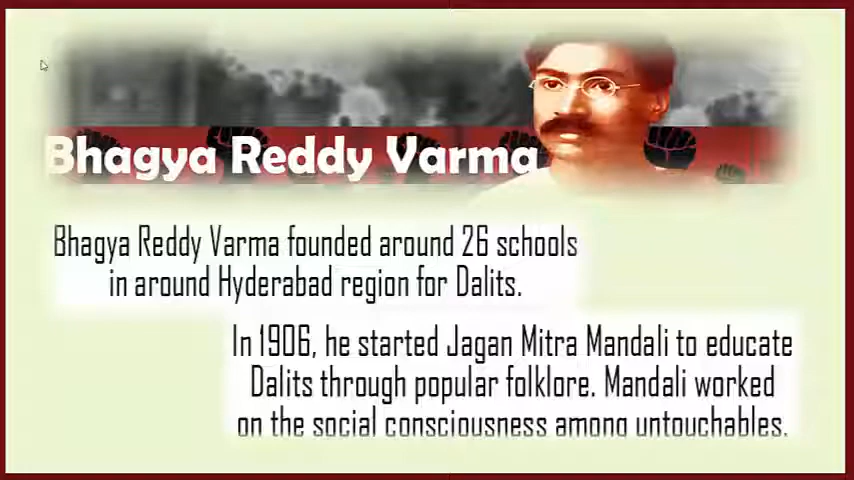 Bhagya Reddy Varma
Bhagya Reddy Varma founded around 26 schools
in around Hyderabad region for Dalits.
In 1906, he started Jagan Mitra Mandali to educate
Dalits through popular folklore. Mandali worked
on the social consciousness among untouchables.